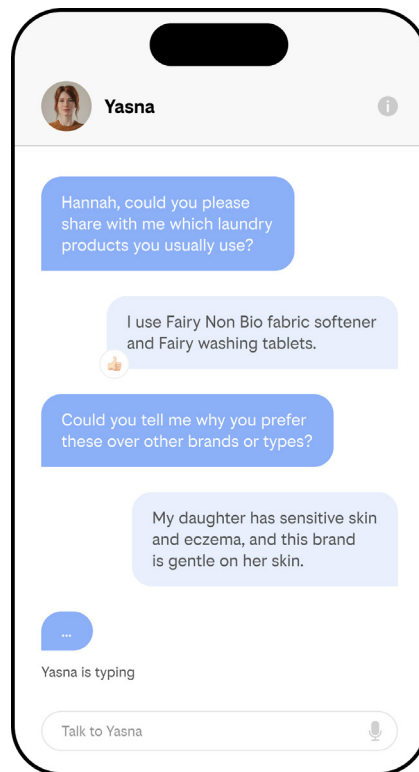 Yasna
Hannah, could you please
share with me which laundry
products you usually use?
I use Fairy Non Bio fabric softener
and Fairy washing tablets.
Could you tell me why you prefer
these over other brands or types?
My daughter has sensitive skin
and eczema, and this brand
is gentle on her skin.
...
Yasna is typing
Talk to Yasna